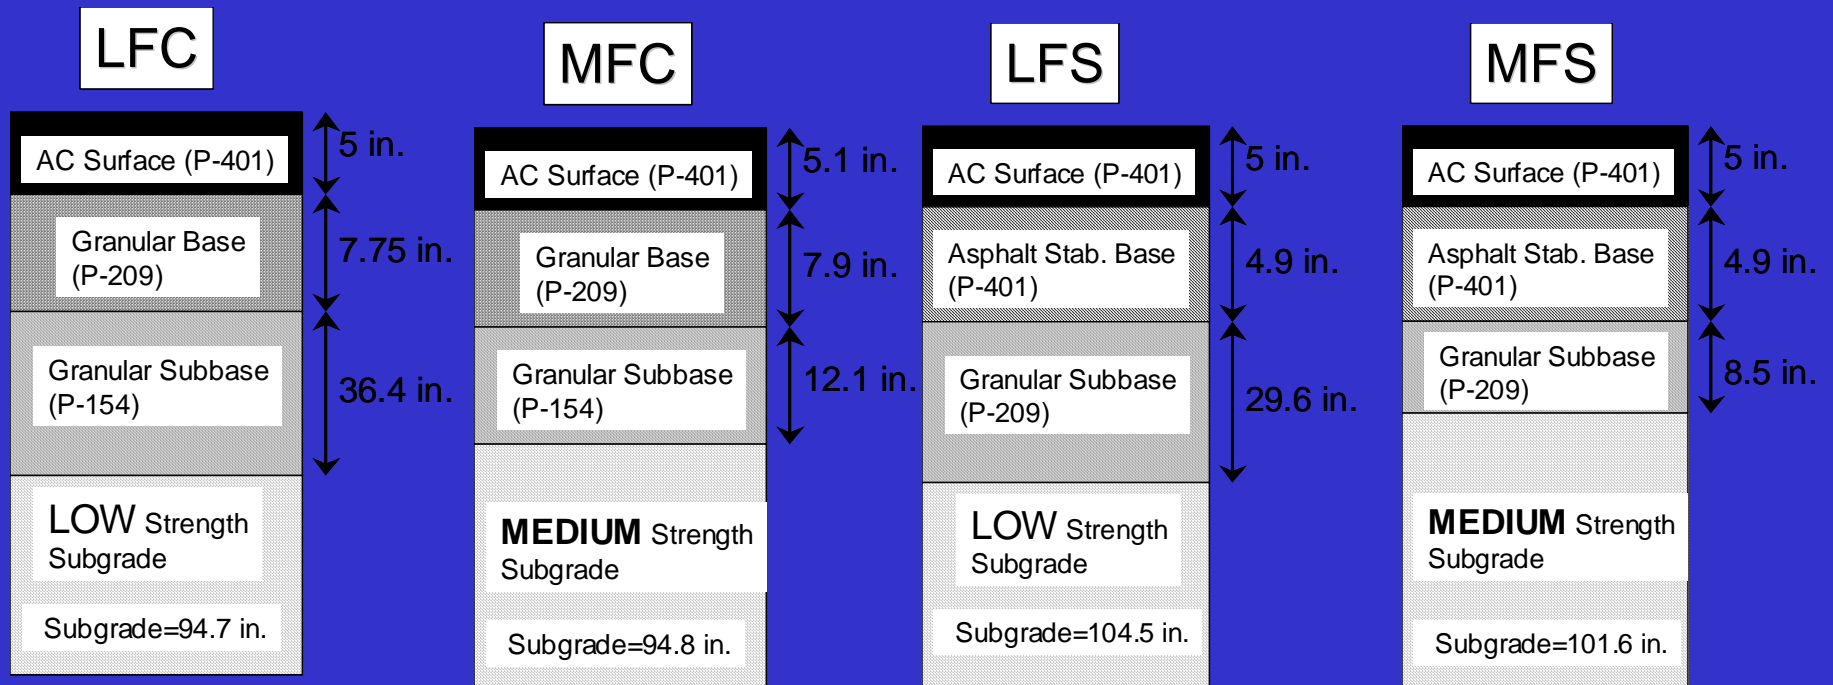 LFC
AC Surface (P-401)
5 in.
Granular Base
(P-209)
7.75 in.
Granular Subbase
(P-154)
36.4 in.
LOW Strength
Subgrade
Subgrade=94.7 in.
MFC
AC Surface (P-401)
5.1 in.
Granular Base
(P-209)
7.9 in.
Granular Subbase
(P-154)
12.1 in.
MEDIUM Strength
Subgrade
Subgrade=94.8 in.
LFS
AC Surface (P-401)
5 in.
Asphalt Stab. Base
(P-401)
4.9 in.
Granular Subbase
(P-209)
29.6 in.
LOW Strength
Subgrade
Subgrade=104.5 in.
MFS
AC Surface (P-401)
5 in.
Asphalt Stab. Base
(P-401)
4.9 in.
Granular Subbase
(P-209)
8.5 in.
MEDIUM Strength
Subgrade
Subgrade=101.6 in.